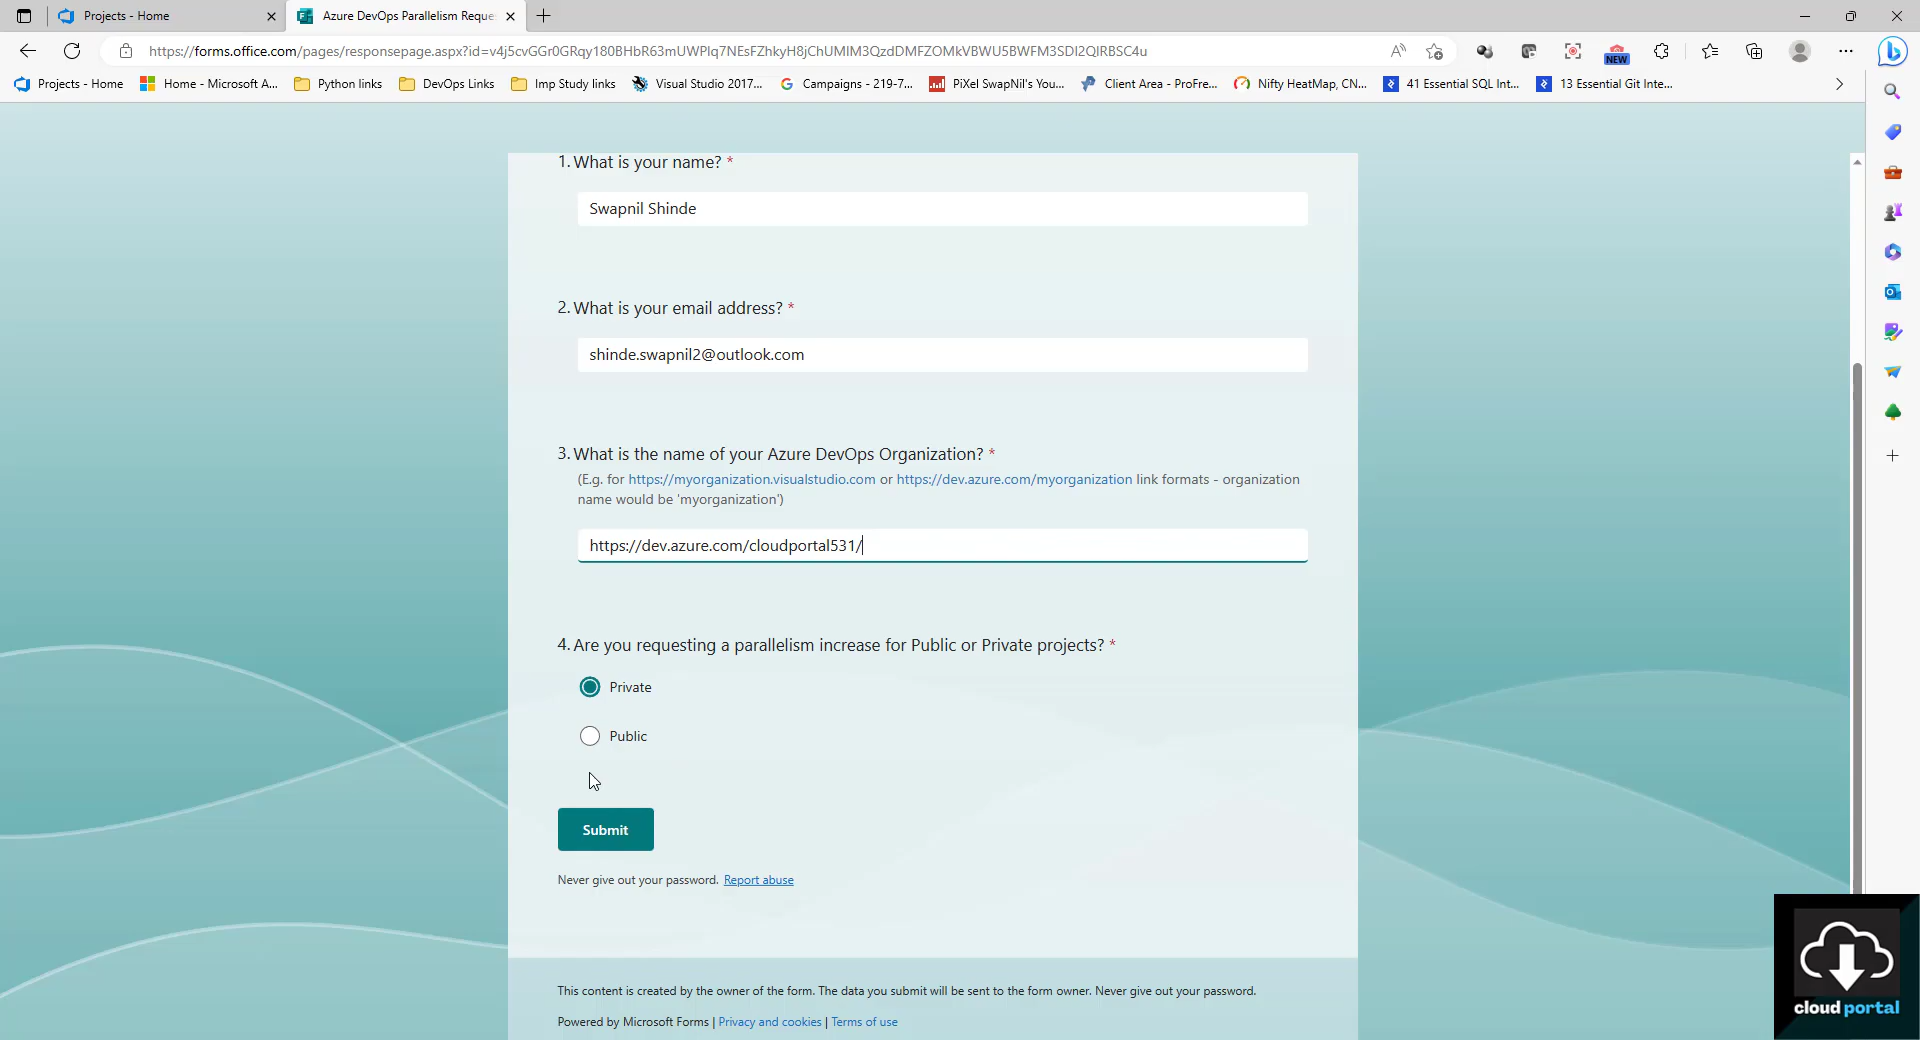 Projects - Home
Azure DevOps Parallelism Reque
https://forms.office.com/pages/responsepage.aspx?id=v4j5cvGGr0GRqy180BHbR63mUWPIq7NEsFZhkyH8jChUMlM3QzdDMFZOMkVBWU5BWFM3SDI2QlRBSC4u
NEW
Projects - Home
Home - Microsoft A...
Python links
DevOps Links
Imp Study links
Visual Studio 2017...
Campaigns - 219-7...
PiXel SwapNil's You...
Client Area - ProFre...
Nifty HeatMap, CN...
41 Essential SQL Int...
13 Essential Git Inte...
1. What is your name? *
Swapnil Shinde
2. What is your email address? *
shinde.swapnil2@outlook.com
3. What is the name of your Azure DevOps Organization? *
(E.g. for https://myorganization.visualstudio.com or https://dev.azure.com/myorganization link formats - organization
name would be 'myorganization')
https://dev.azure.com/cloudportal531/
4. Are you requesting a parallelism increase for Public or Private projects? *
Private
Public
Submit
Never give out your password. Report abuse
This content is created by the owner of the form. The data you submit will be sent to the form owner. Never give out your password.
Powered by Microsoft Forms | Privacy and cookies | Terms of use
cloud portal